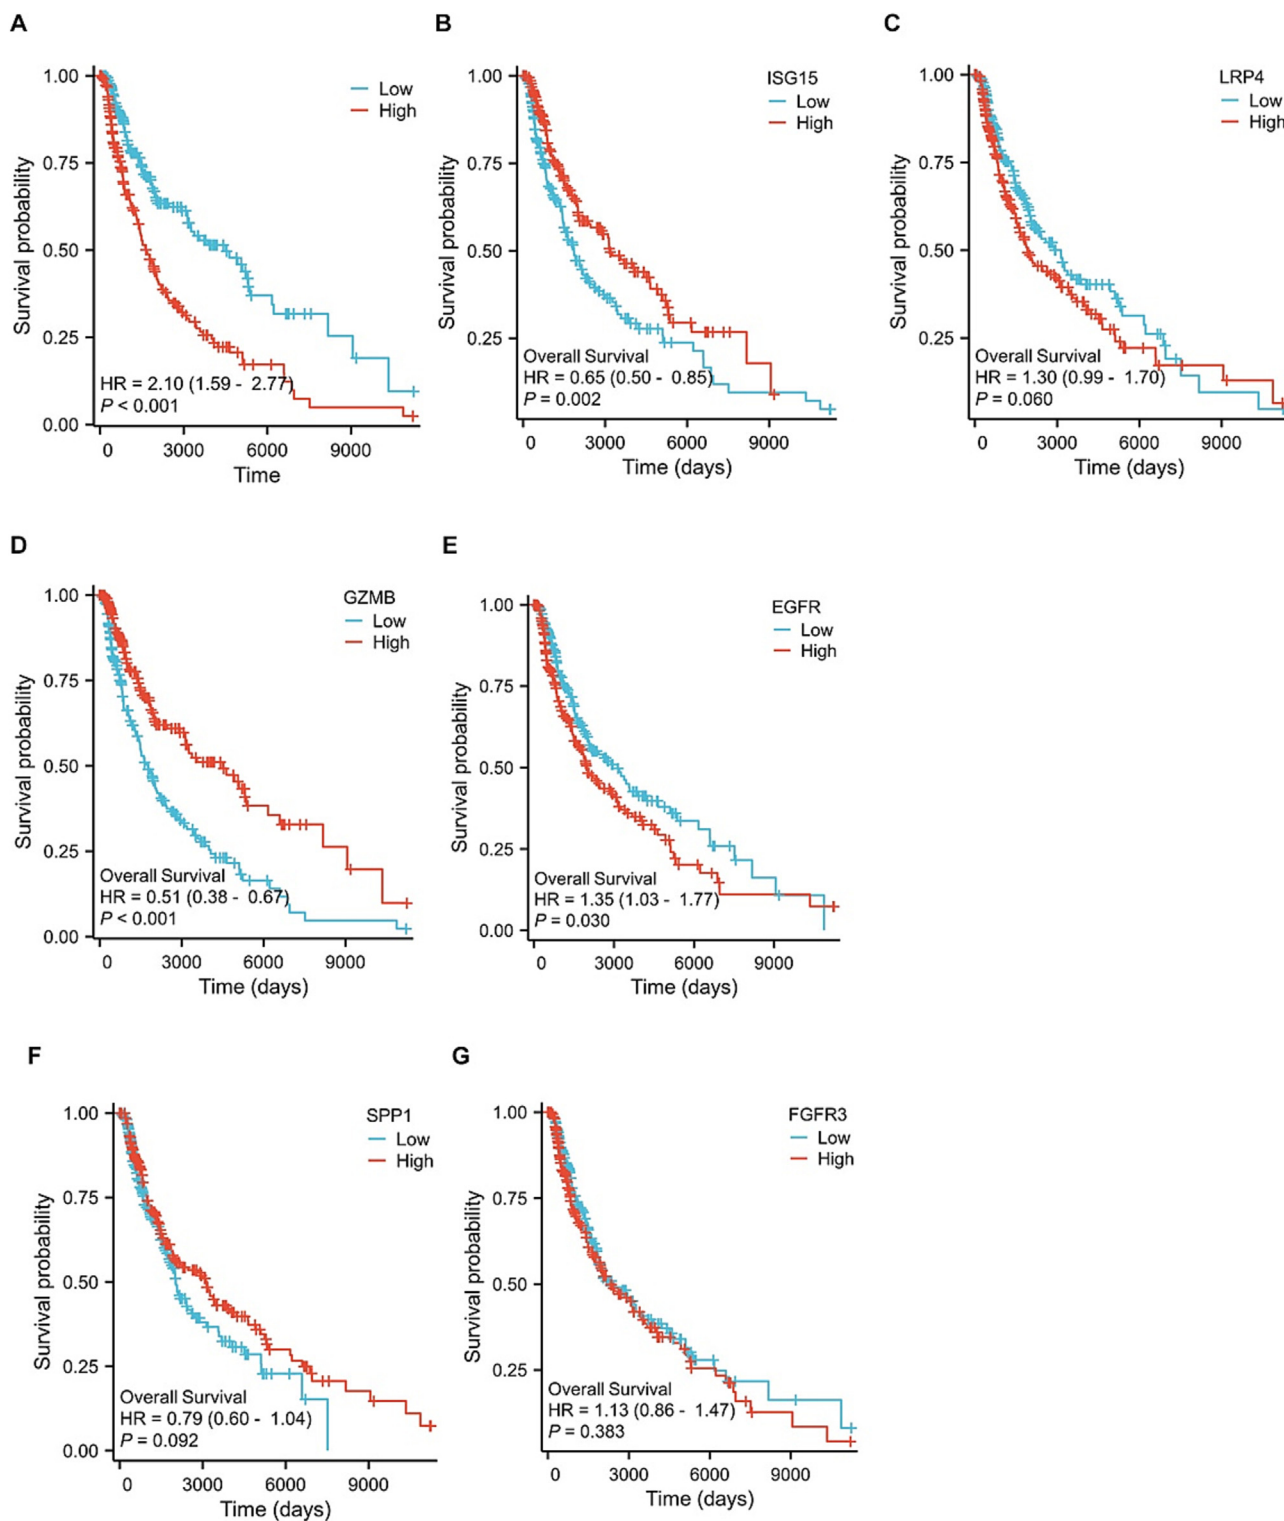 A
1.00
0.75
0.50
0.25
0.00
Survival probability
Low
High
HR = 2.10 (1.59 - 2.77)
P < 0.001
0 3000 6000 9000
Time
B
1.00
0.75
0.50
0.25
Survival probability
ISG15
Low
High
Overall Survival
HR = 0.65 (0.50 - 0.85)
P = 0.002
0 3000 6000 9000
Time (days)
C
1.00
0.75
0.50
0.25
Survival probability
LRP4
Low
High
Overall Survival
HR = 1.30 (0.99 - 1.70)
P = 0.060
0 3000 6000 9000
Time (days)
D
1.00
0.75
0.50
0.25
0.00
Survival probability
GZMB
Low
High
Overall Survival
HR = 0.51 (0.38 - 0.67)
P < 0.001
0 3000 6000 9000
Time (days)
E
1.00
0.75
0.50
0.25
0.00
Survival probability
EGFR
Low
High
Overall Survival
HR = 1.35 (1.03 - 1.77)
P = 0.030
0 3000 6000 9000
Time (days)
F
1.00
0.75
0.50
0.25
0.00
Survival probability
SPP1
Low
High
Overall Survival
HR = 0.79 (0.60 - 1.04)
P = 0.092
0 3000 6000 9000
Time (days)
G
1.00
0.75
0.50
0.25
Survival probability
FGFR3
Low
High
Overall Survival
HR = 1.13 (0.86 - 1.47)
P = 0.383
0 3000 6000 9000
Time (days)